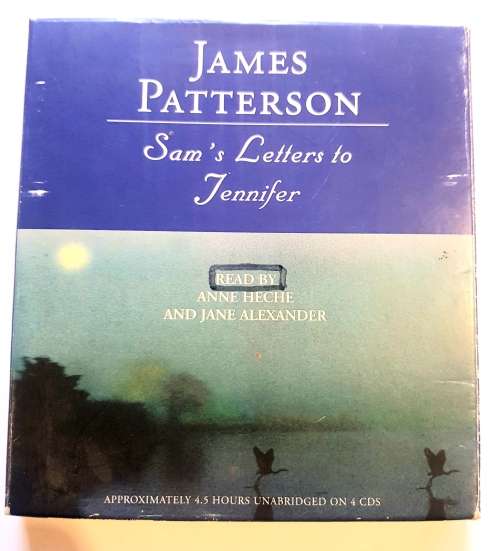 JAMES
PATTERSON
Sam's Letters to
Jennifer
READ BY
ANNE HECHE
AND JANE ALEXANDER
APPROXIMATELY 4.5 HOURS UNABRIDGED ON 4 CDS